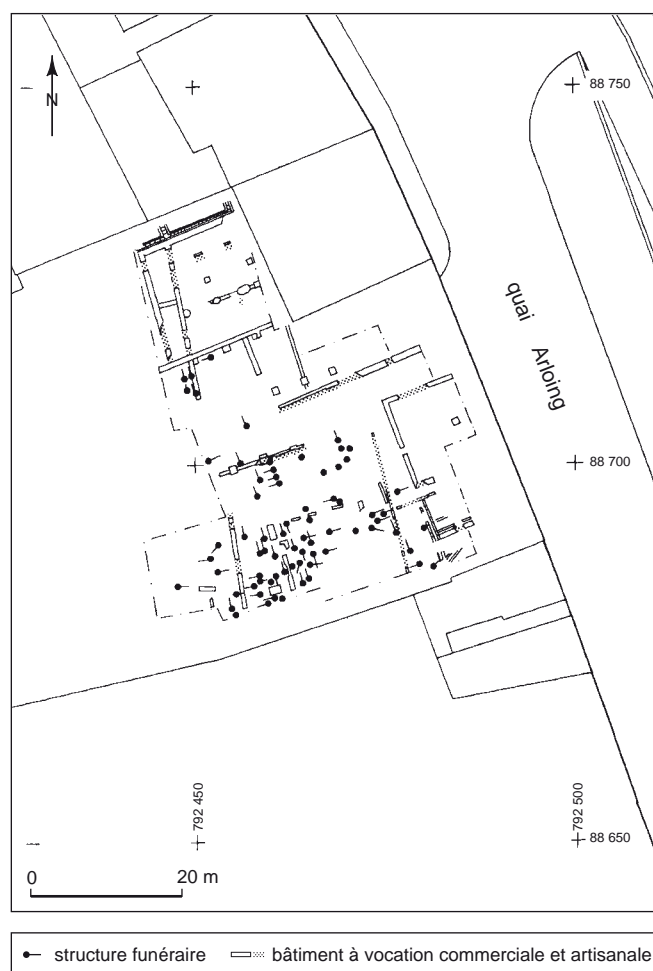 N
88 750
quai
Arloing
88 700
792 450
792 500
88 650
0
20 m
structure funéraire
bâtiment à vocation commerciale et artisanale